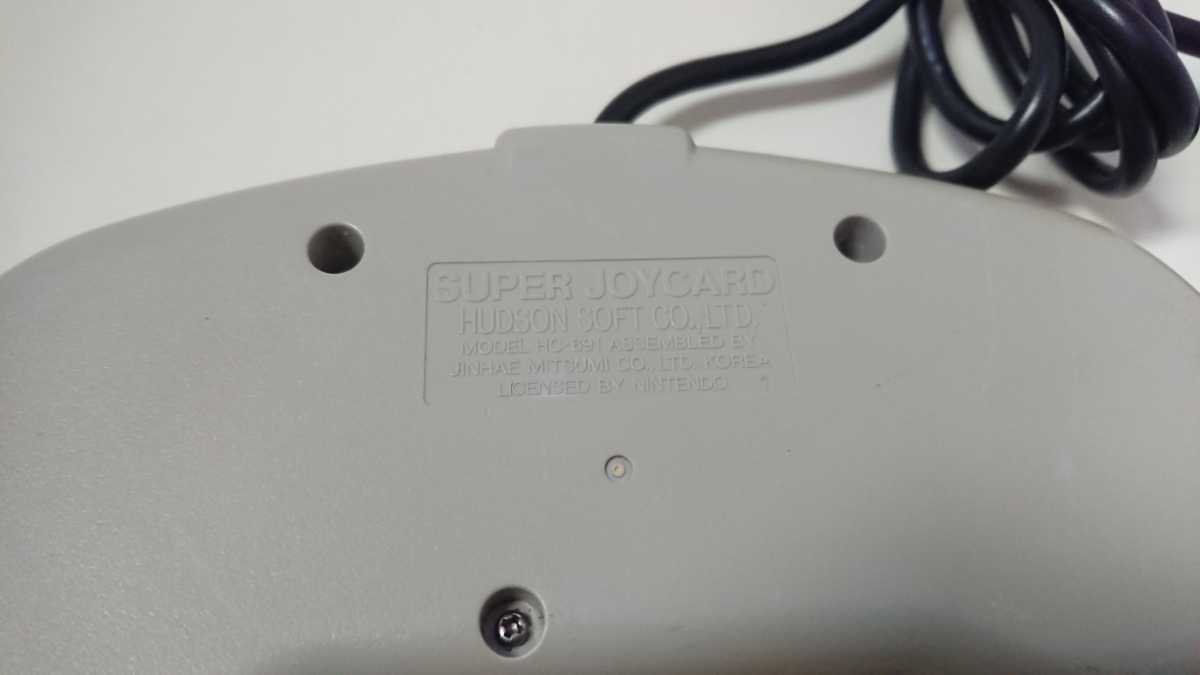 SUPER JOYCARD
HUDSON SOFT CO.,LTD.
MODEL HC-691 ASSEMBLED BY
JINHAE MITSUMI CO., LTD. KOREA
LICENSED BY NINTENDO 1